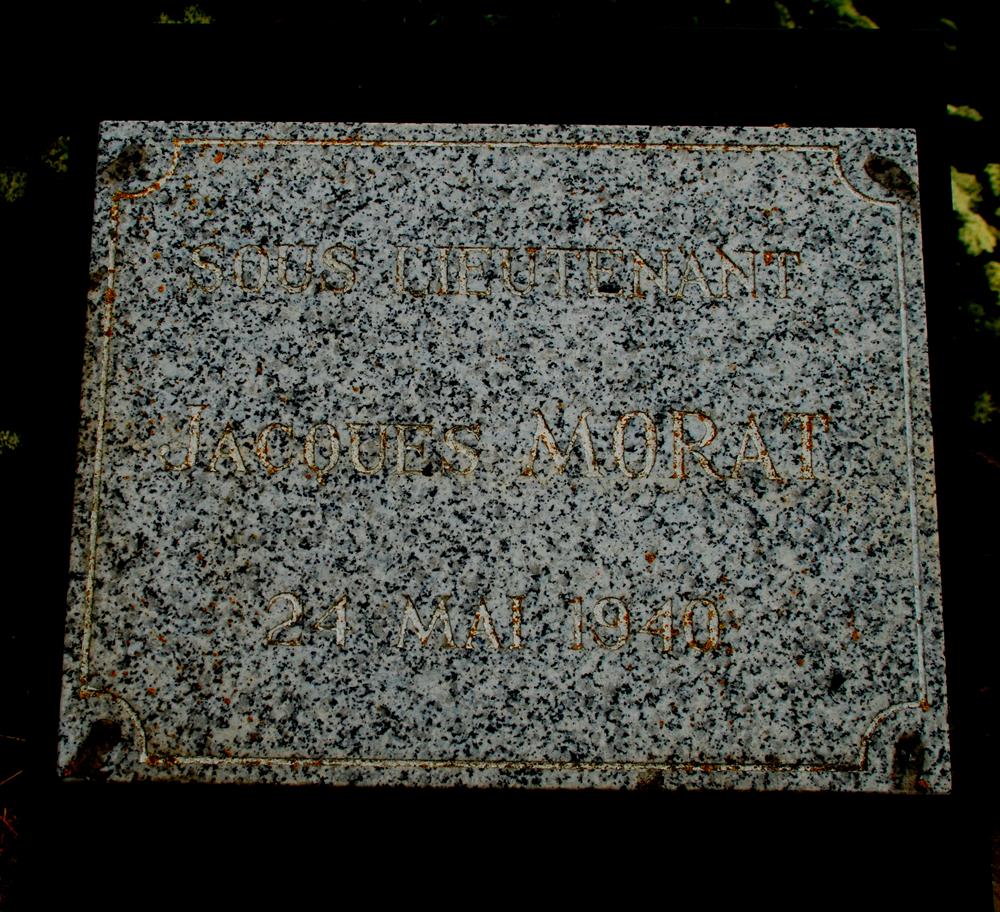 SOUS LIEUTENANT
JACQUES MORAT
24 MAI 1940